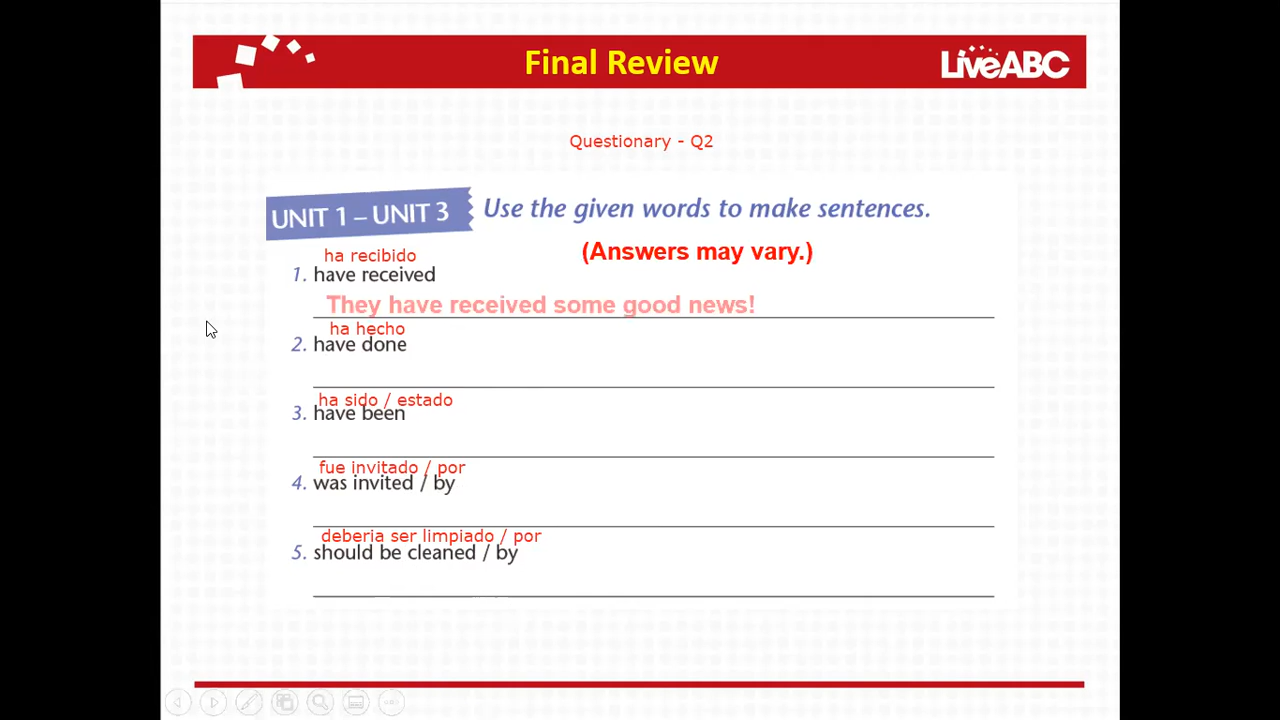 Final Review
LiveABC
Questionary - Q2
UNIT 1 – UNIT 3 Use the given words to make sentences.
(Answers may vary.)
ha recibido
1. have received
They have received some good news!
ha hecho
2. have done
ha sido / estado
3. have been
fue invitado / por
4. was invited / by
deberia ser limpiado / por
5. should be cleaned / by